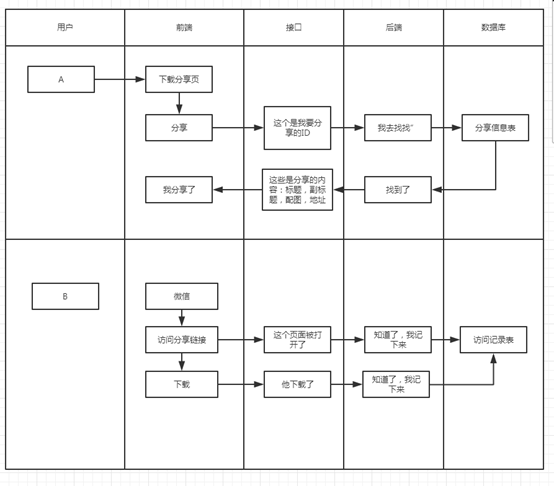 用户 前端 接口 后端 数据库
A
下载分享页
分享
这个是我要分
享的ID
我去找找"
分享信息表
我分享了
这些是分享的内
容：标题，副标
题，配图，地址
找到了
B
微信
访问分享链接
这个页面被打
开了
知道了，我记
下来
访问记录表
下载
他下载了
知道了，我记
下来